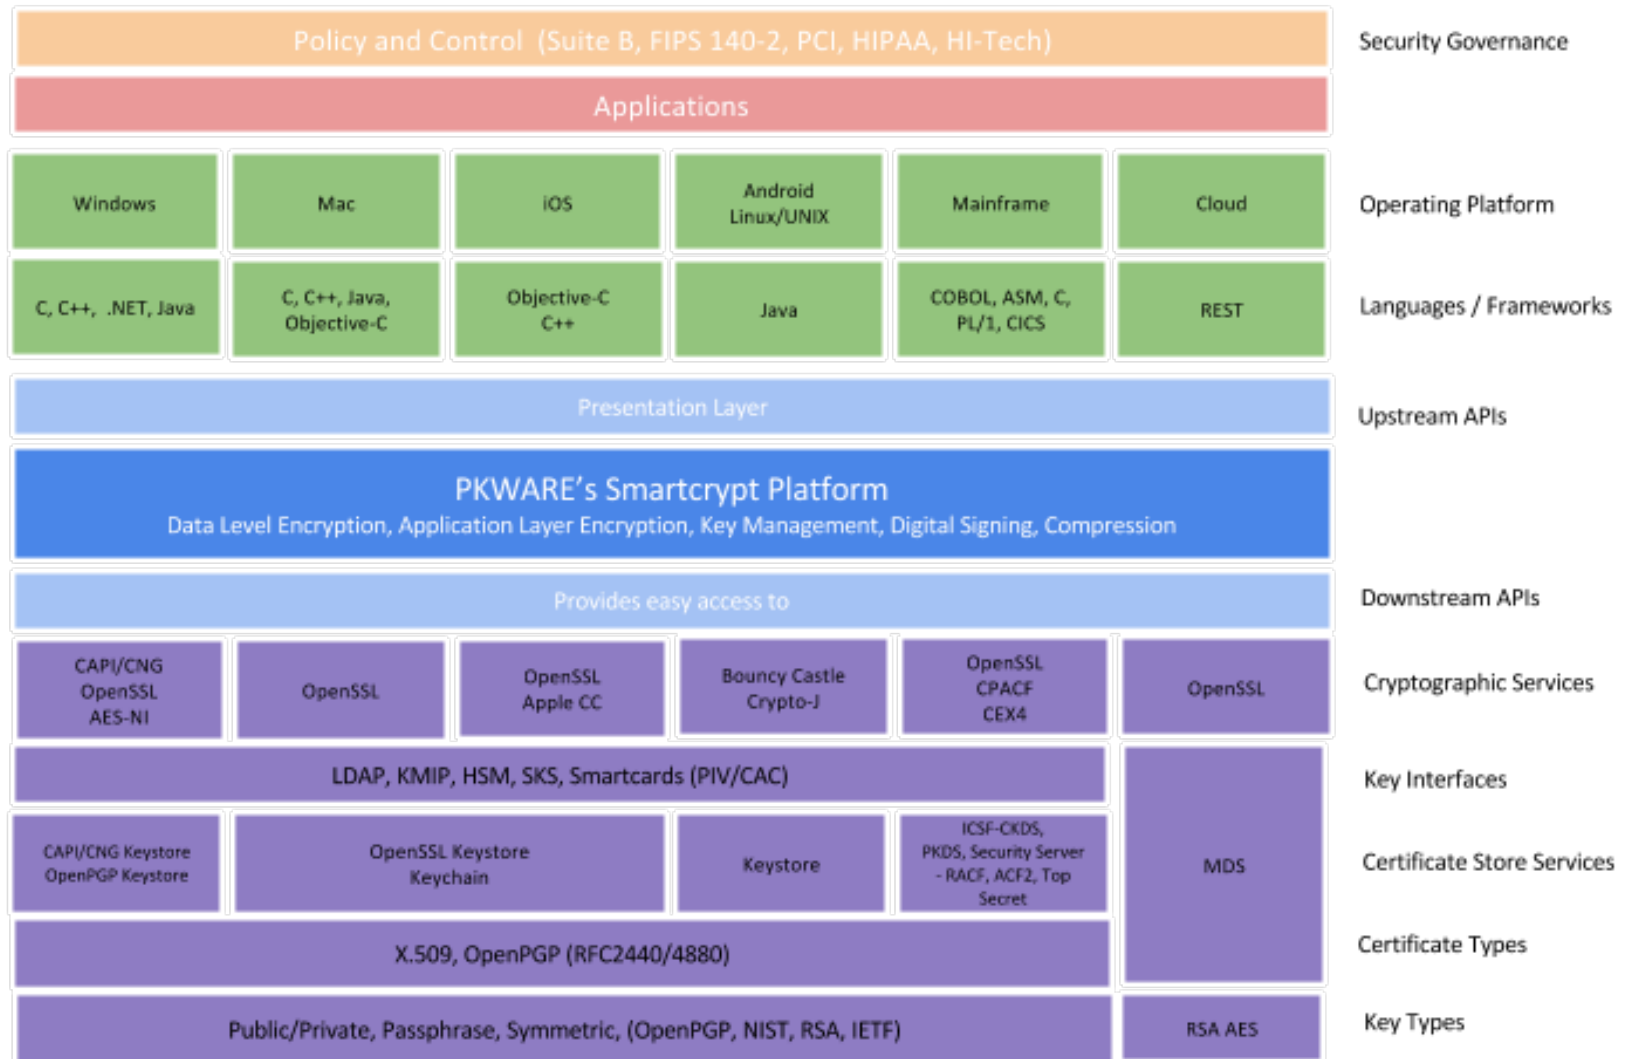 Policy and Control  (Suite B, FIPS 140-2, PCI, HIPAA, HI-Tech)
Security Governance
Applications
Windows
Mac
iOS
Android
Linux/UNIX
Mainframe
Cloud
Operating Platform
C, C++,  .NET, Java
C, C++, Java,
Objective-C
Objective-C
C++
Java
COBOL, ASM, C,
PL/1, CICS
REST
Languages / Frameworks
Presentation Layer
Upstream APIs
PKWARE’s Smartcrypt Platform
Data Level Encryption, Application Layer Encryption, Key Management, Digital Signing, Compression
Provides easy access to
Downstream APIs
CAPI/CNG
OpenSSL
AES-NI
OpenSSL
OpenSSL
Apple CC
Bouncy Castle
Crypto-J
OpenSSL
CPACF
CEX4
OpenSSL
Cryptographic Services
LDAP, KMIP, HSM, SKS, Smartcards (PIV/CAC)
Key Interfaces
CAPI/CNG Keystore
OpenPGP Keystore
OpenSSL Keystore
Keychain
Keystore
ICSF-CKDS,
PKDS, Security Server
- RACF, ACF2, Top
Secret
MDS
Certificate Store Services
X.509, OpenPGP (RFC2440/4880)
Certificate Types
Public/Private, Passphrase, Symmetric, (OpenPGP, NIST, RSA, IETF)
RSA AES
Key Types